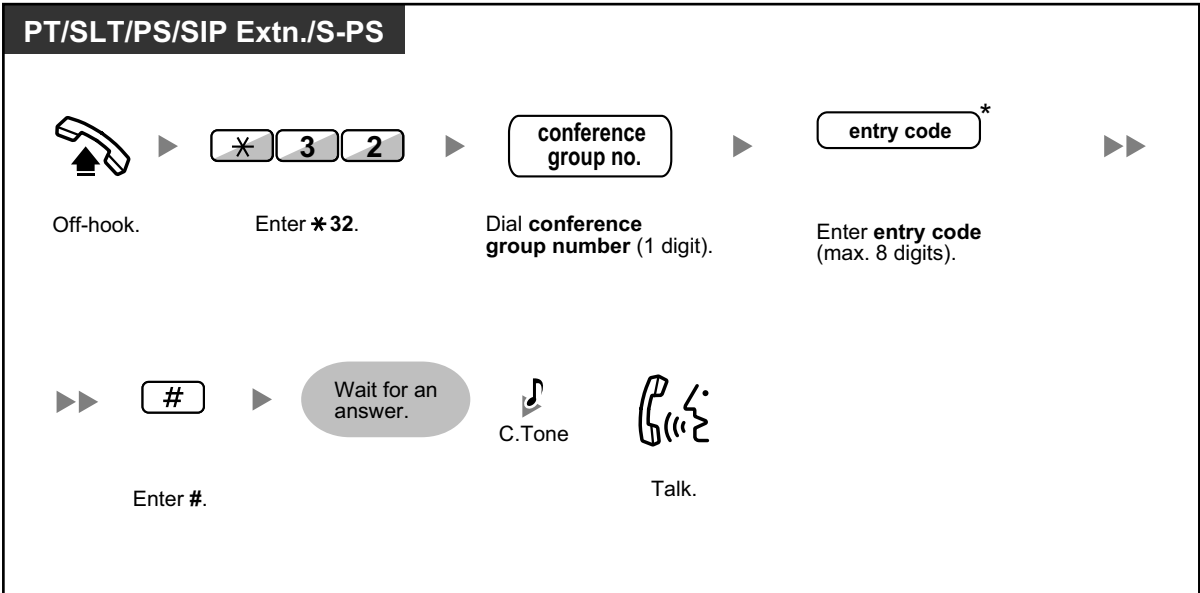 PT/SLT/PS/SIP Extn./S-PS
* 3 2
conference
group no.
entry code *
Off-hook.
Enter *32.
Dial conference
group number (1 digit).
Enter entry code
(max. 8 digits).
#
Wait for an
answer.
C.Tone
Enter #.
Talk.